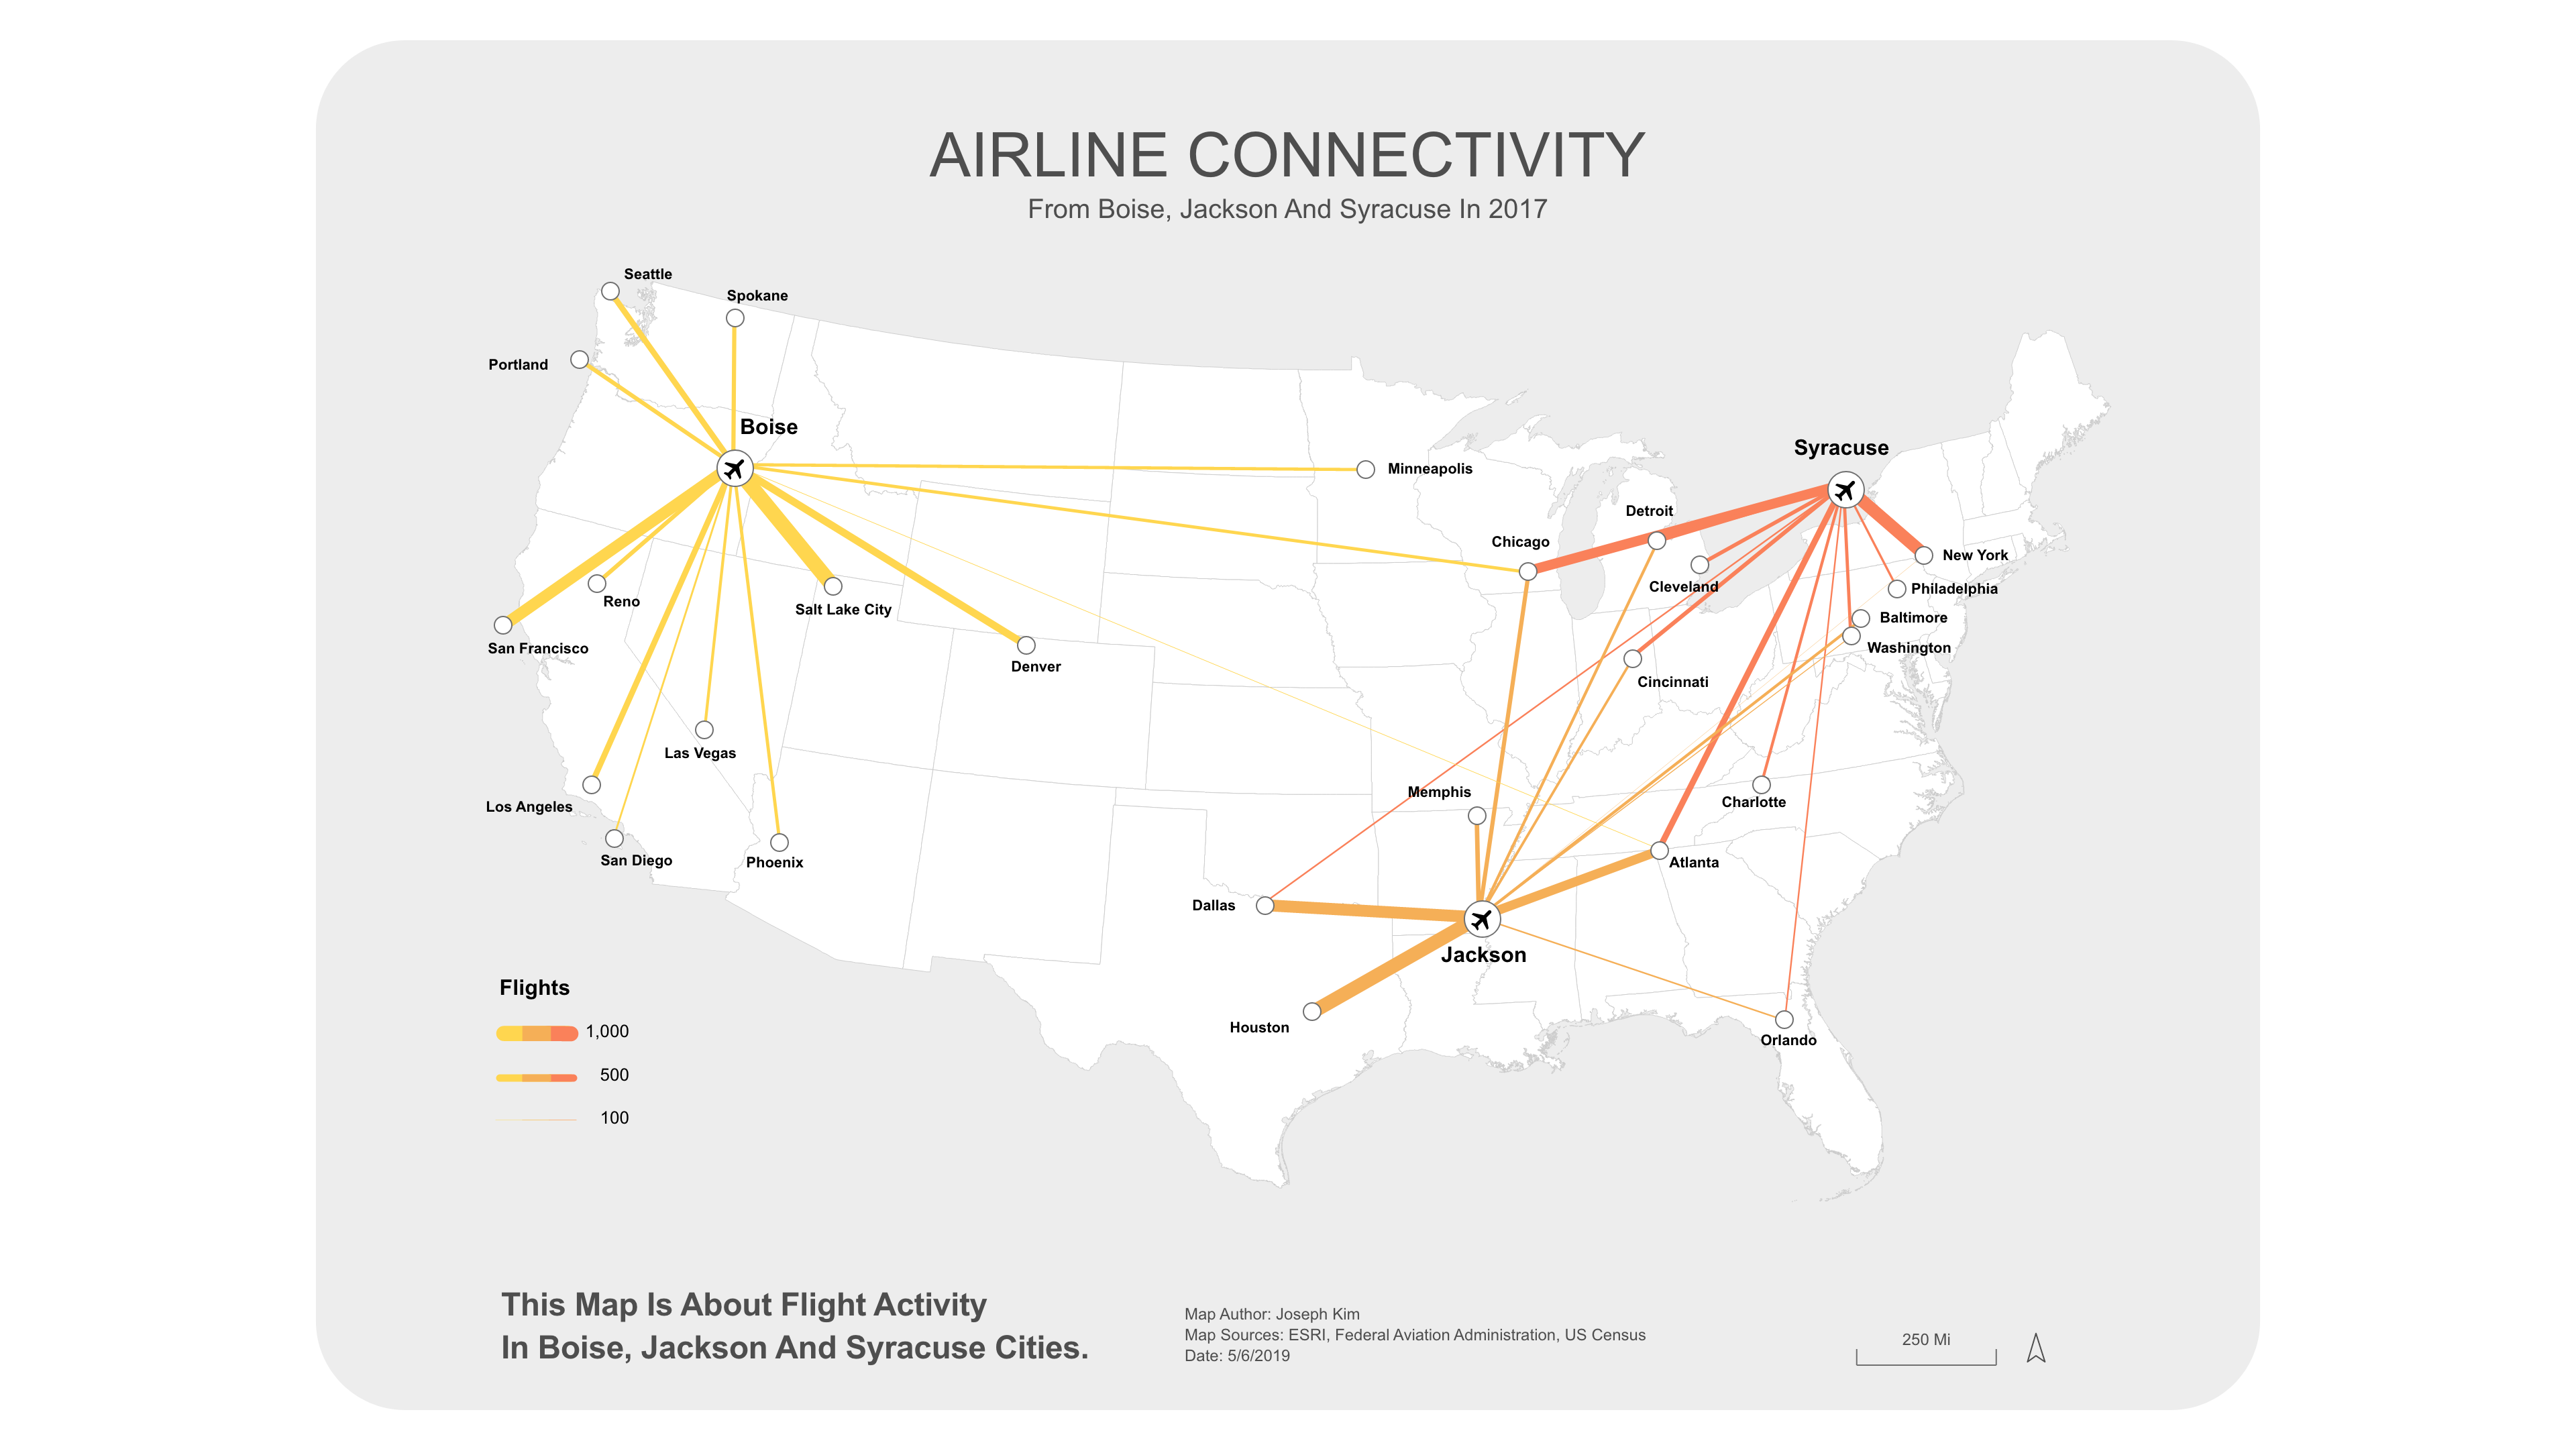 AIRLINE CONNECTIVITY
From Boise, Jackson And Syracuse In 2017
Seattle
Spokane
Portland
Boise
Syracuse
Minneapolis
Detroit
Chicago
New York
Cleveland
Philadelphia
Reno
Salt Lake City
Baltimore
San Francisco
Washington
Denver
Cincinnati
Las Vegas
Memphis
Charlotte
Los Angeles
San Diego
Phoenix
Atlanta
Dallas
Jackson
Houston
Orlando
Flights
1,000
500
100
This Map Is About Flight Activity
In Boise, Jackson And Syracuse Cities.
Map Author: Joseph Kim
Map Sources: ESRI, Federal Aviation Administration, US Census
Date: 5/6/2019
250 Mi